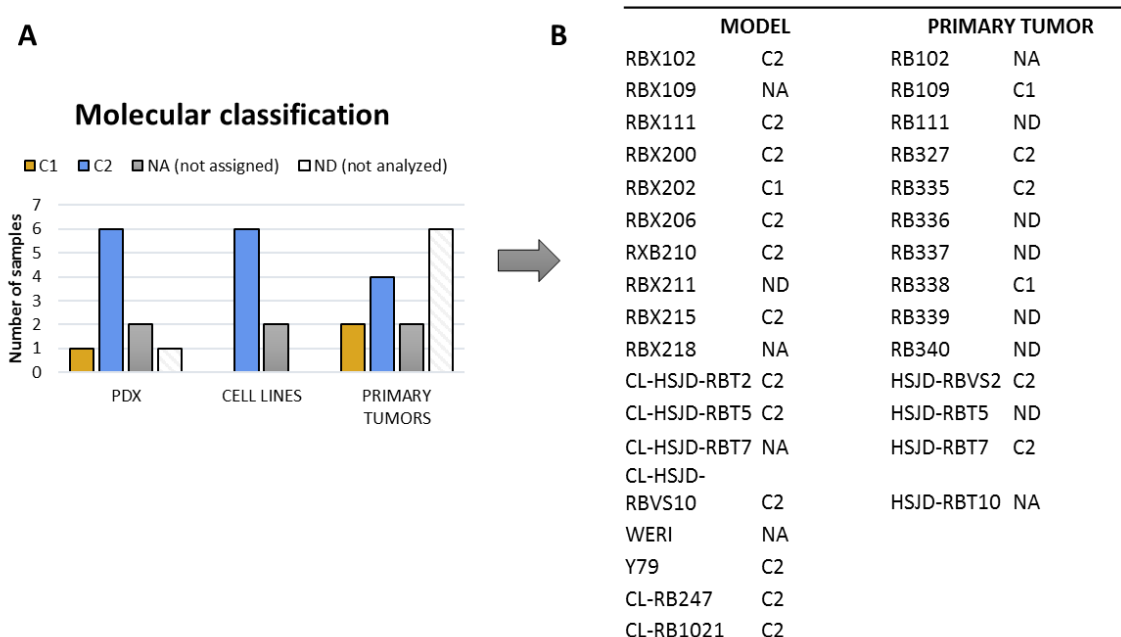 A
Molecular classification
C1 C2 NA (not assigned) ND (not analyzed)
Number of samples
7
6
5
4
3
2
1
0
PDX CELL LINES PRIMARY
TUMORS
B
MODEL PRIMARY TUMOR
RBX102 C2 RB102 NA
RBX109 NA RB109 C1
RBX111 C2 RB111 ND
RBX200 C2 RB327 C2
RBX202 C1 RB335 C2
RBX206 C2 RB336 ND
RXB210 C2 RB337 ND
RBX211 ND RB338 C1
RBX215 C2 RB339 ND
RBX218 NA RB340 ND
CL-HSJD-RBT2 C2 HSJD-RBVS2 C2
CL-HSJD-RBT5 C2 HSJD-RBT5 ND
CL-HSJD-RBT7 NA HSJD-RBT7 C2
CL-HSJD-
RBVS10 C2 HSJD-RBT10 NA
WERI NA
Y79 C2
CL-RB247 C2
CL-RB1021 C2